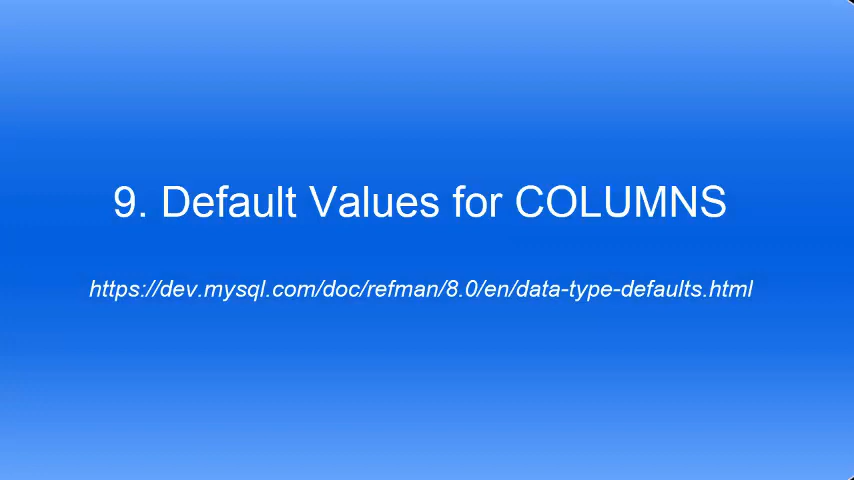 9. Default Values for COLUMNS
https://dev.mysql.com/doc/refman/8.0/en/data-type-defaults.html